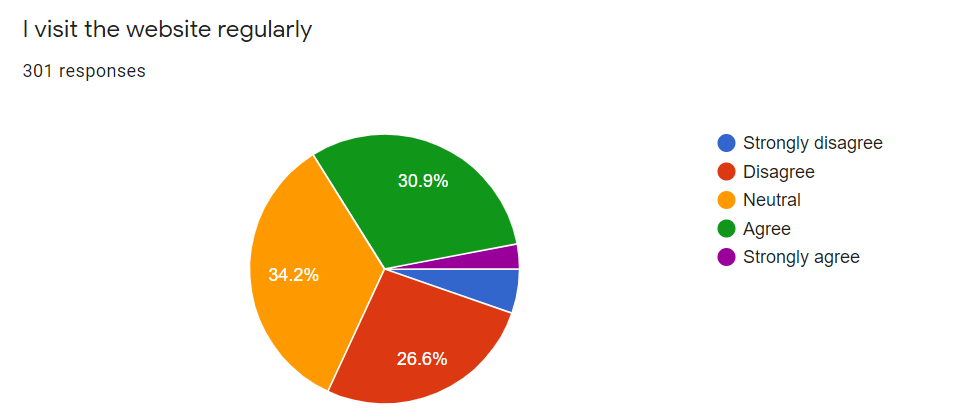 I visit the website regularly
301 responses
30.9%
34.2%
26.6%
Strongly disagree
Disagree
Neutral
Agree
Strongly agree